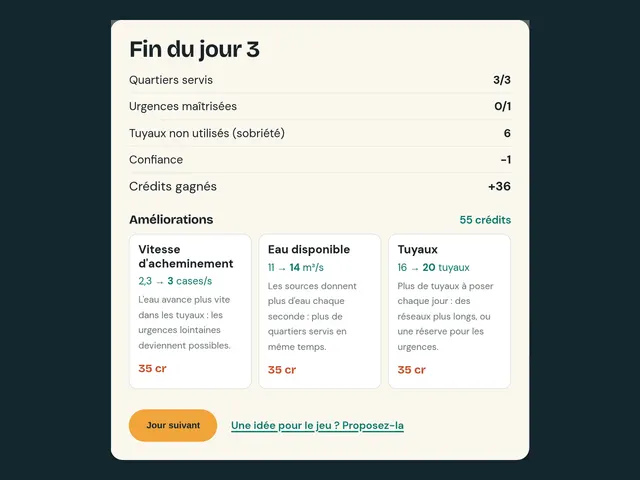 Fin du jour 3
Quartiers servis 3/3
Urgences maîtrisées 0/1
Tuyaux non utilisés (sobriété) 6
Confiance -1
Crédits gagnés +36
Améliorations 55 crédits
Vitesse
d'acheminement
2,3 → 3 cases/s
L'eau avance plus vite
dans les tuyaux : les
urgences lointaines
deviennent possibles.
35 cr
Eau disponible
11 → 14 m³/s
Les sources donnent
plus d'eau chaque
seconde : plus de
quartiers servis en
même temps.
35 cr
Tuyaux
16 → 20 tuyaux
Plus de tuyaux à poser
chaque jour : des
réseaux plus longs, ou
une réserve pour les
urgences.
35 cr
Jour suivant
Une idée pour le jeu ? Proposez-la